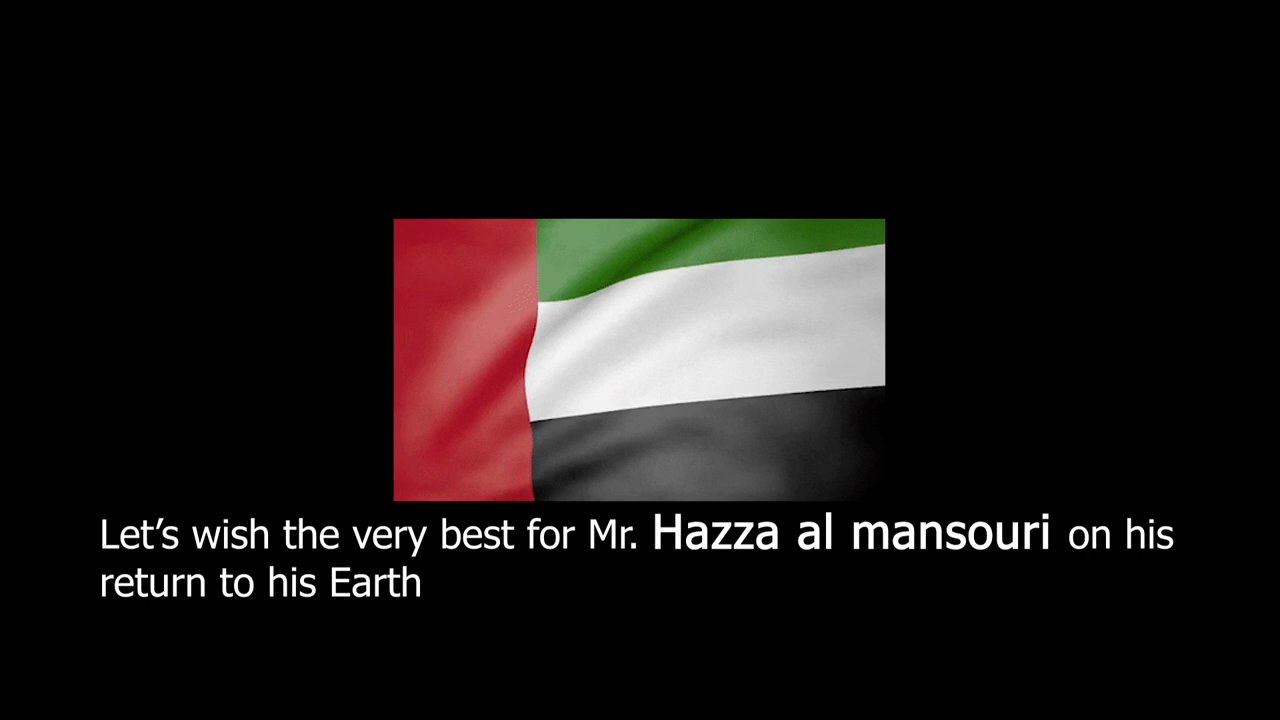 Let’s wish the very best for Mr. Hazza al mansouri on his
return to his Earth